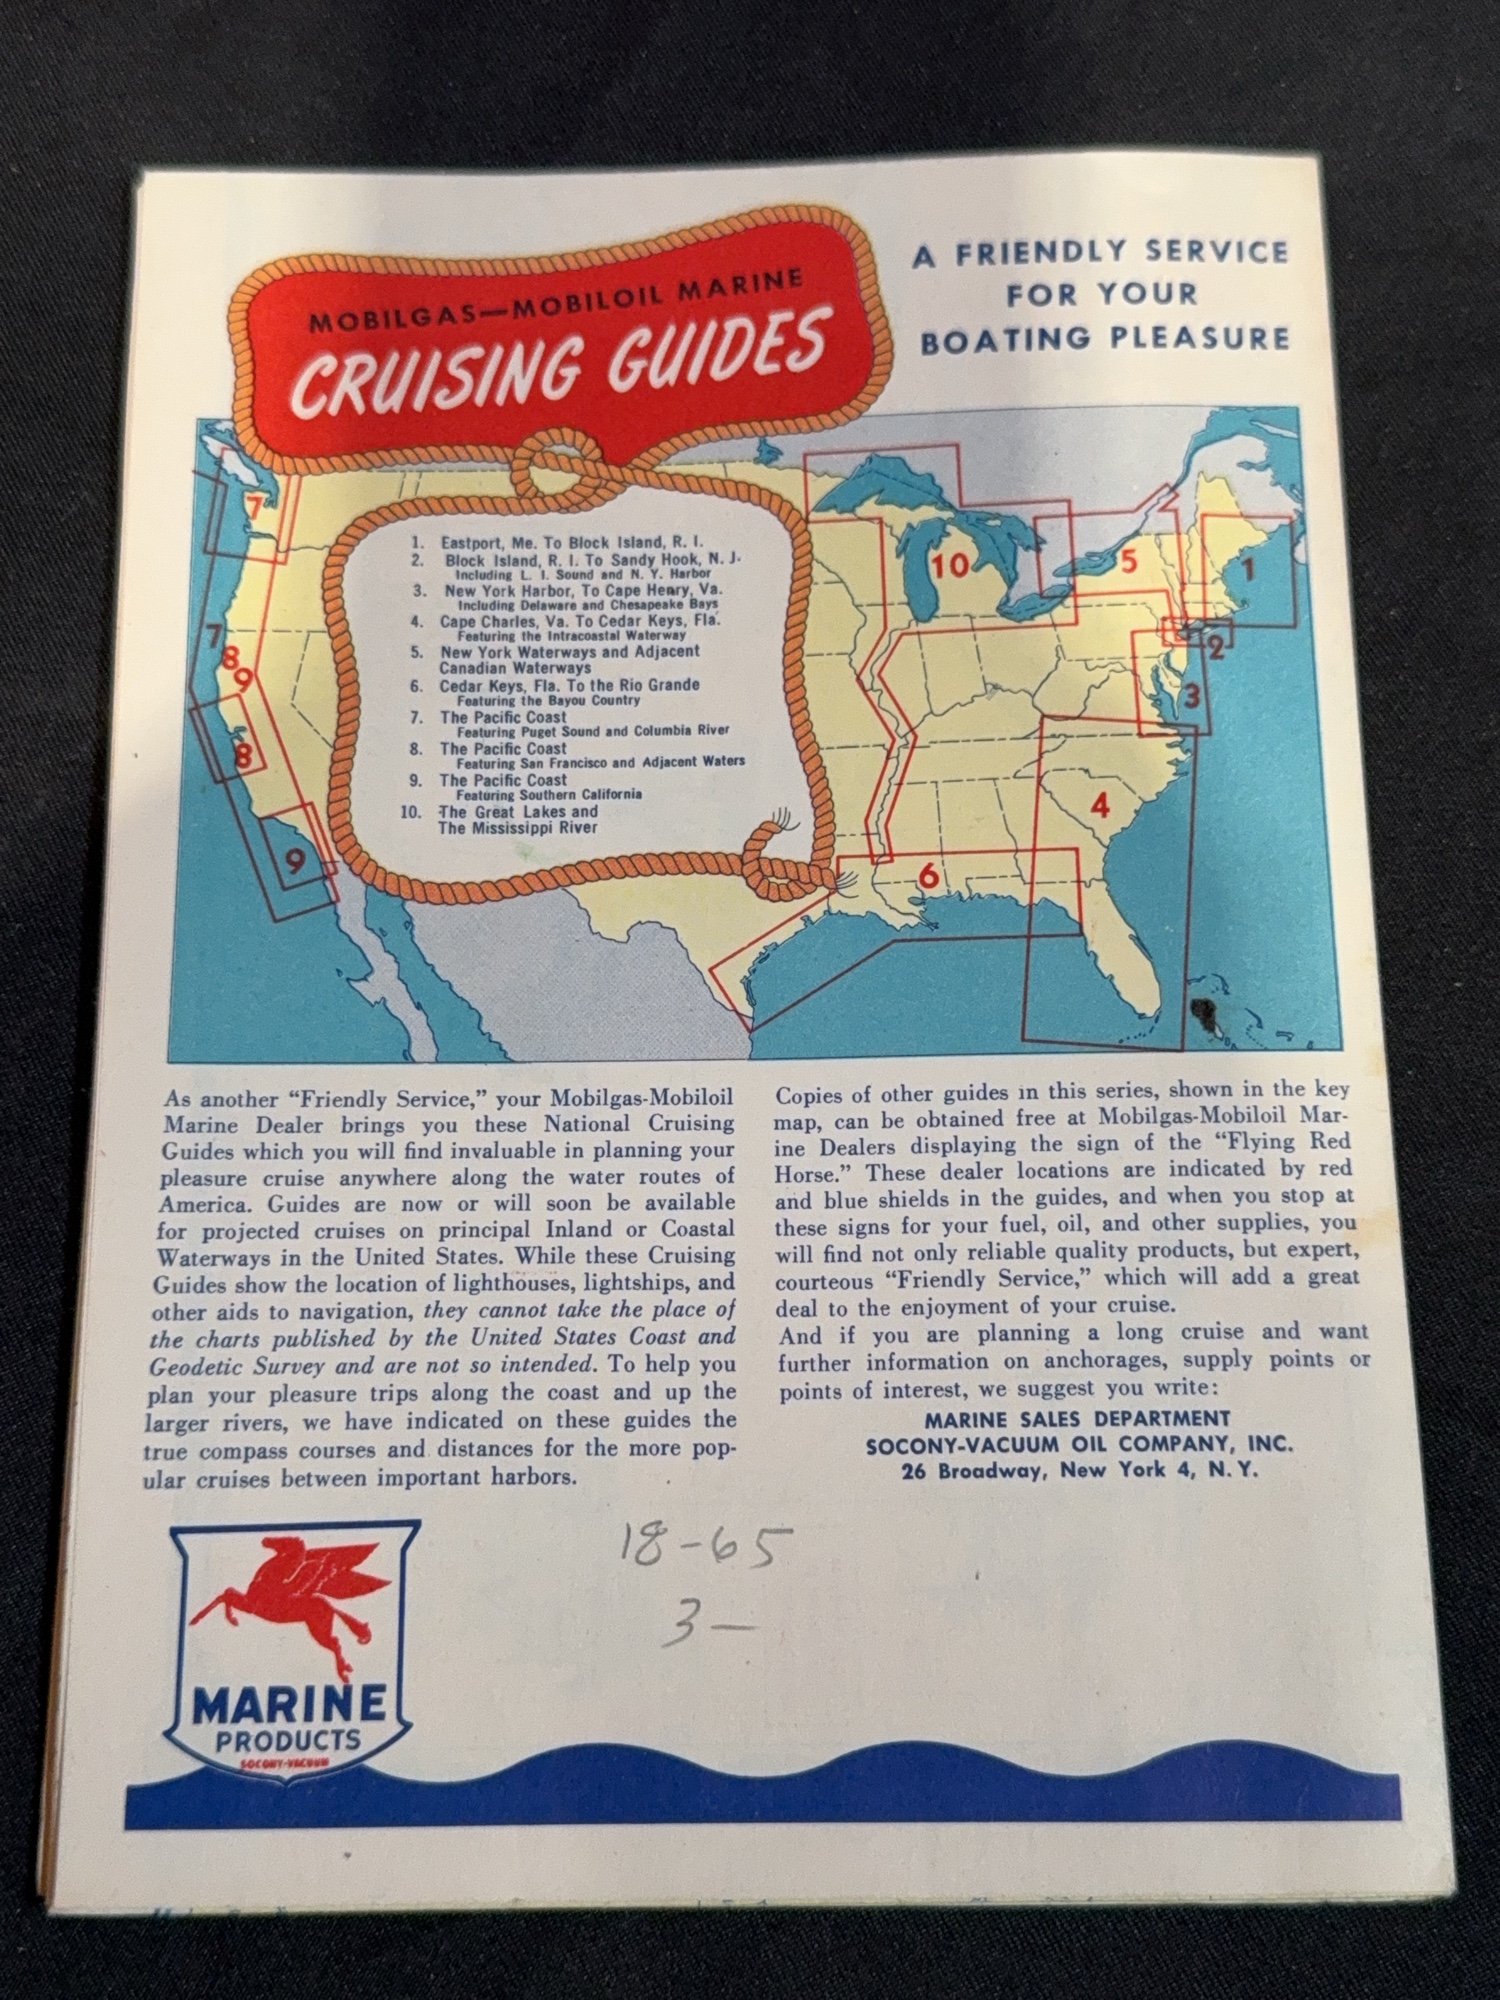 MOBILGAS—MOBILOIL MARINE
CRUISING GUIDES
A FRIENDLY SERVICE
FOR YOUR
BOATING PLEASURE
1. Eastport, Me. To Block Island, R. I.
2. Block Island, R. I. To Sandy Hook, N. J.
Including L. I. Sound and N. Y. Harbor
3. New York Harbor, To Cape Henry, Va.
Including Delaware and Chesapeake Bays
4. Cape Charles, Va. To Cedar Keys, Fla.
Featuring the Intracoastal Waterway
5. New York Waterways and Adjacent
Canadian Waterways
6. Cedar Keys, Fla. To the Rio Grande
Featuring the Bayou Country
7. The Pacific Coast
Featuring Puget Sound and Columbia River
8. The Pacific Coast
Featuring San Francisco and Adjacent Waters
9. The Pacific Coast
Featuring Southern California
10. The Great Lakes and
The Mississippi River
7
7
8
9
8
9
10
5
1
2
3
4
6
As another “Friendly Service,” your Mobilgas-Mobiloil
Marine Dealer brings you these National Cruising
Guides which you will find invaluable in planning your
pleasure cruise anywhere along the water routes of
America. Guides are now or will soon be available
for projected cruises on principal Inland or Coastal
Waterways in the United States. While these Cruising
Guides show the location of lighthouses, lightships, and
other aids to navigation, they cannot take the place of
the charts published by the United States Coast and
Geodetic Survey and are not so intended. To help you
plan your pleasure trips along the coast and up the
larger rivers, we have indicated on these guides the
true compass courses and distances for the more pop-
ular cruises between important harbors.
Copies of other guides in this series, shown in the key
map, can be obtained free at Mobilgas-Mobiloil Mar-
ine Dealers displaying the sign of the “Flying Red
Horse.” These dealer locations are indicated by red
and blue shields in the guides, and when you stop at
these signs for your fuel, oil, and other supplies, you
will find not only reliable quality products, but expert,
courteous “Friendly Service,” which will add a great
deal to the enjoyment of your cruise.
And if you are planning a long cruise and want
further information on anchorages, supply points or
points of interest, we suggest you write:
MARINE SALES DEPARTMENT
SOCONY-VACUUM OIL COMPANY, INC.
26 Broadway, New York 4, N. Y.
18-65
3—
MARINE
PRODUCTS
SOCONY-VACUUM